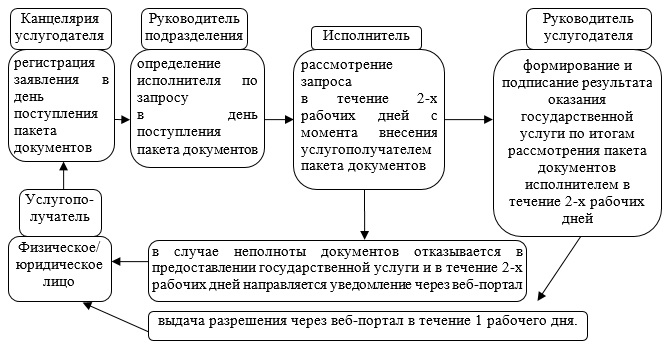 Канцелярия
услугодателя
регистрация
заявления в
день
поступления
пакета
документов
Руководитель
подразделения
определение
исполнителя по
запросу
в день
поступления
пакета документов
Исполнитель
рассмотрение
запроса
в течение 2-х
рабочих дней с
момента внесения
услугополучателем
пакета документов
Руководитель
услугодателя
формирование и
подписание результата
оказания
государственной
услуги по итогам
рассмотрения пакета
документов
исполнителем в
течение 2-х рабочих
дней
Услугопо-
лучатель
Физическое/
юридическое
лицо
в случае неполноты документов отказывается в
предоставлении государственной услуги и в течение 2-х
рабочих дней направляется уведомление через веб-портал
выдача разрешения через веб-портал в течение 1 рабочего дня.